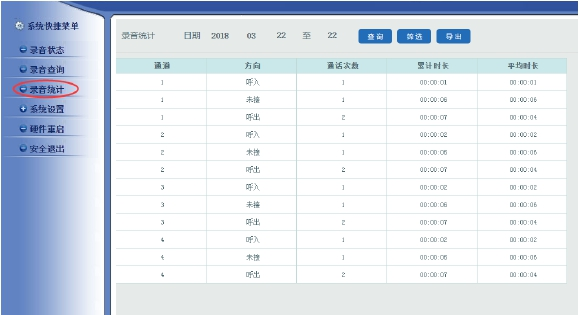 系统快捷菜单
录音状态
录音查询
录音统计
系统设置
硬件重启
安全退出
录音统计 日期 2018 03 22 至 22 查询 筛选 导出
通道 方向 通话次数 累计时长 平均时长
1 呼入 1 00:00:01 00:00:01
1 未接 1 00:00:06 00:00:06
1 呼出 2 00:00:07 00:00:04
2 呼入 1 00:00:02 00:00:02
2 未接 1 00:00:06 00:00:06
2 呼出 2 00:00:07 00:00:04
3 呼入 1 00:00:02 00:00:02
3 未接 1 00:00:06 00:00:06
3 呼出 2 00:00:07 00:00:04
4 呼入 1 00:00:02 00:00:02
4 未接 1 00:00:06 00:00:06
4 呼出 2 00:00:07 00:00:04